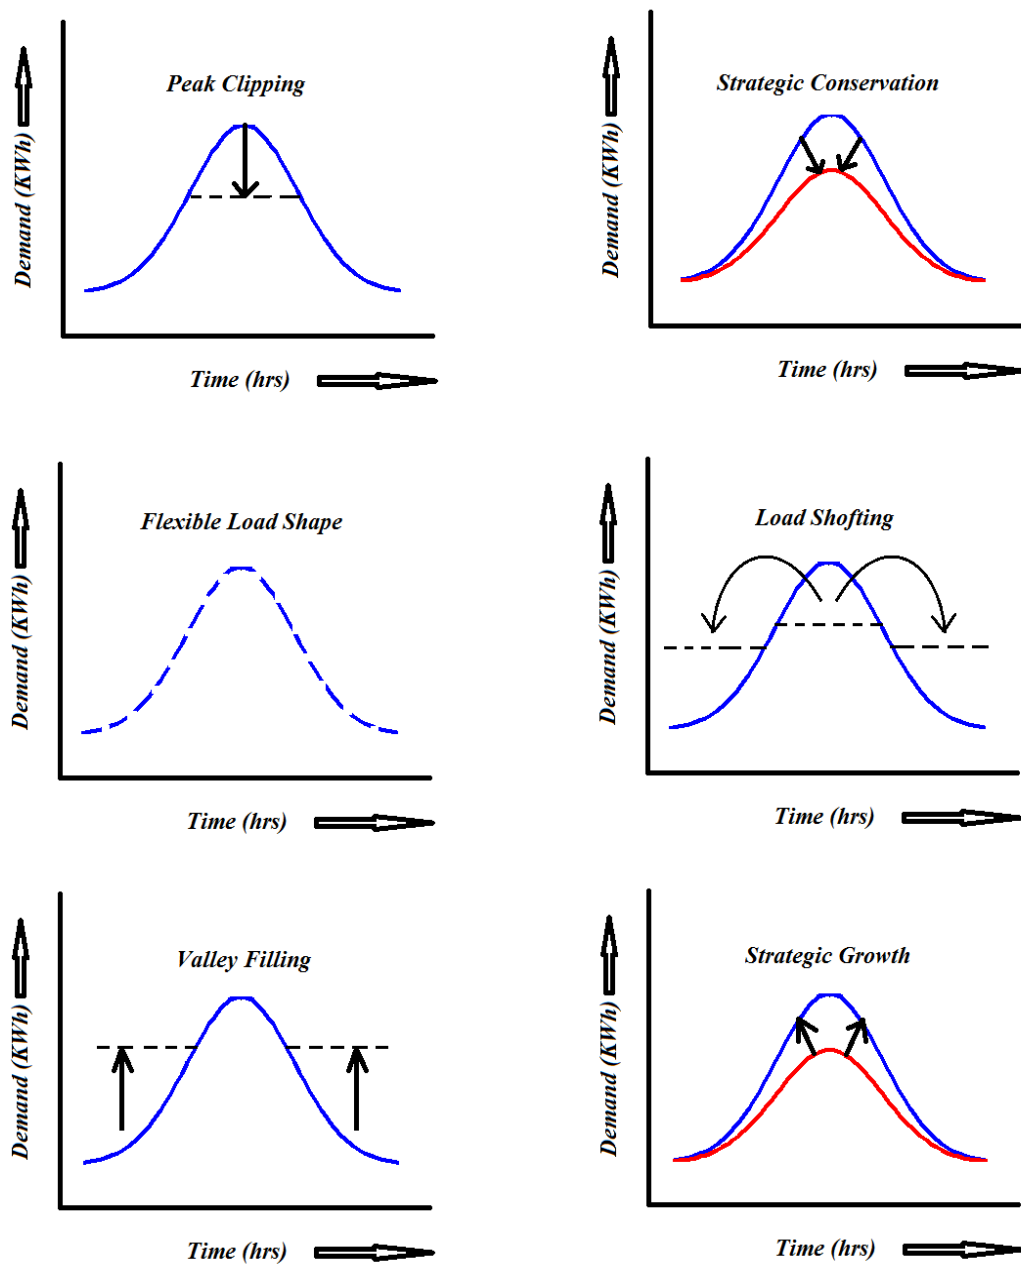 Peak Clipping
Demand (KWh)
Time (hrs)
Strategic Conservation
Demand (KWh)
Time (hrs)
Flexible Load Shape
Demand (KWh)
Time (hrs)
Load Shofting
Demand (KWh)
Time (hrs)
Valley Filling
Demand (KWh)
Time (hrs)
Strategic Growth
Demand (KWh)
Time (hrs)